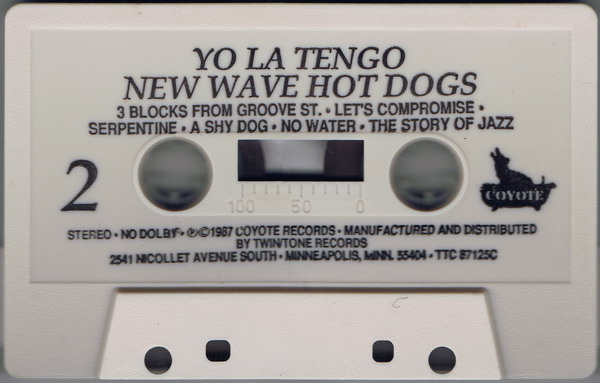 YO LA TENGO
NEW WAVE HOT DOGS
3 BLOCKS FROM GROOVE ST. • LET'S COMPROMISE •
SERPENTINE • A SHY DOG • NO WATER • THE STORY OF JAZZ
2
COYOTE
100 50 0
STEREO • NO DOLBY • ℗©1987 COYOTE RECORDS • MANUFACTURED AND DISTRIBUTED
BY TWIN/TONE RECORDS
2541 NICOLLET AVENUE SOUTH • MINNEAPOLIS, MINN. 55404 • TTC 87125C